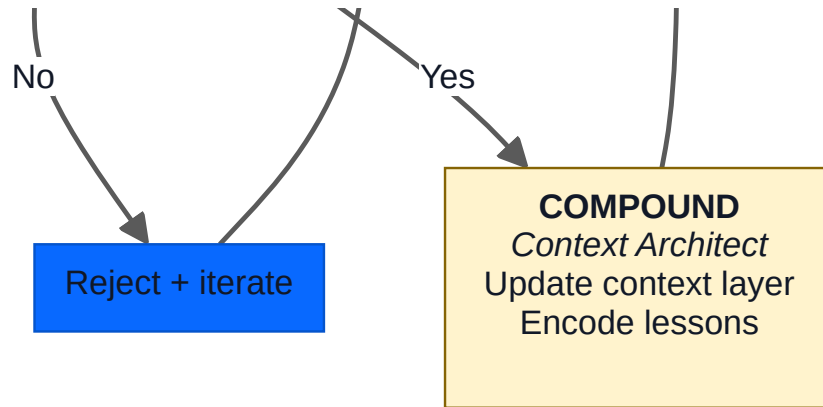 No
Yes
Reject + iterate
COMPOUND
Context Architect
Update context layer
Encode lessons